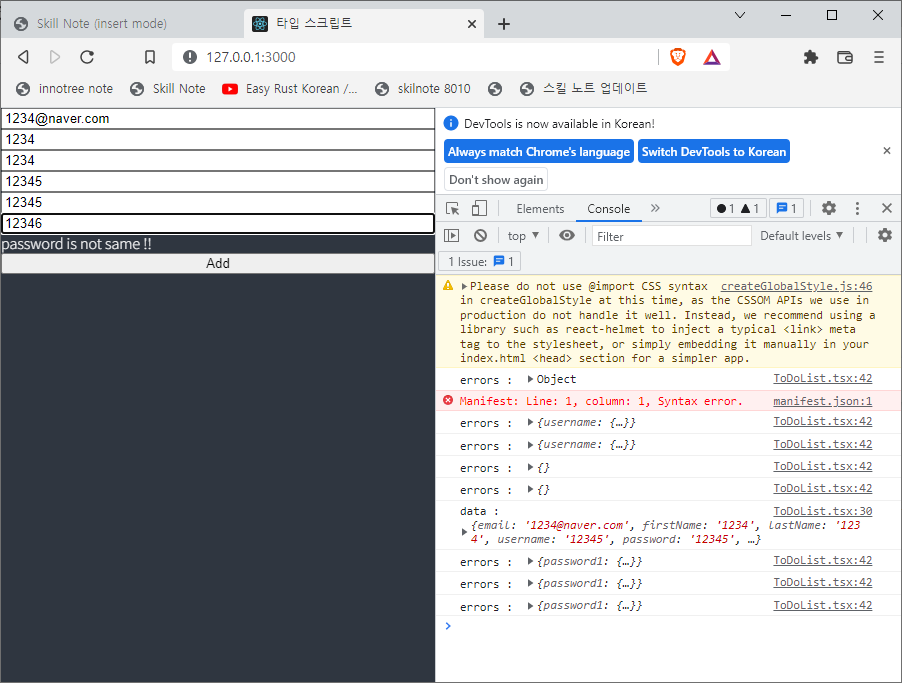 Skill Note (insert mode)
타입 스크립트
127.0.0.1:3000
innotree note
Skill Note
Easy Rust Korean /...
skilnote 8010
스킬 노트 업데이트
1234@naver.com
1234
1234
12345
12345
12346
password is not same !!
Add
DevTools is now available in Korean!
Always match Chrome's language
Switch DevTools to Korean
Don't show again
Elements
Console
1
1
1
top
Filter
Default levels
1 Issue:
1
Please do not use @import CSS syntax createGlobalStyle.js:46
in createGlobalStyle at this time, as the CSSOM APIs we use in
production do not handle it well. Instead, we recommend using a
library such as react-helmet to inject a typical <link> meta
tag to the stylesheet, or simply embedding it manually in your
index.html <head> section for a simpler app.
errors : Object ToDoList.tsx:42
Manifest: Line: 1, column: 1, Syntax error. manifest.json:1
errors : {username: {…}} ToDoList.tsx:42
errors : {username: {…}} ToDoList.tsx:42
errors : {} ToDoList.tsx:42
errors : {} ToDoList.tsx:42
data : ToDoList.tsx:30
{email: '1234@naver.com', firstName: '1234', lastName: '123
4', username: '12345', password: '12345', …}
errors : {password1: {…}} ToDoList.tsx:42
errors : {password1: {…}} ToDoList.tsx:42
errors : {password1: {…}} ToDoList.tsx:42